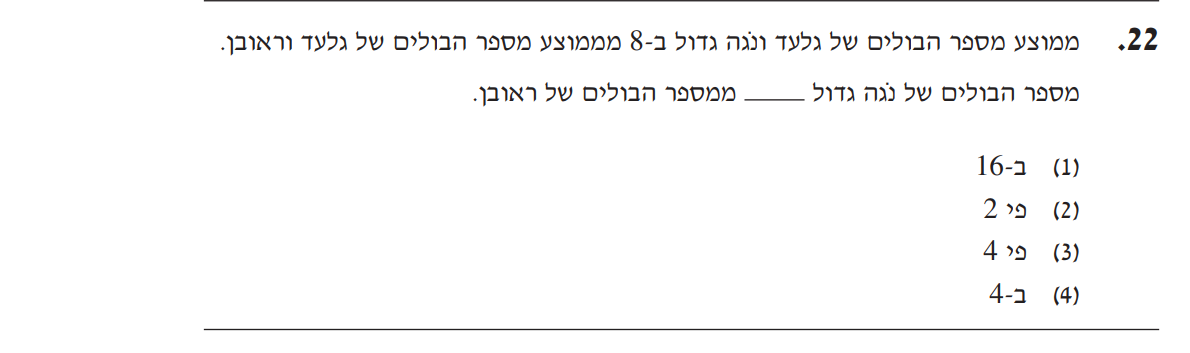 22. ממוצע מספר הבולים של גלעד ונֹגה גדול ב-8 מממוצע מספר הבולים של גלעד וראובן.
מספר הבולים של נֹגה גדול _____ ממספר הבולים של ראובן.
(1) ב-16
(2) פי 2
(3) פי 4
(4) ב-4